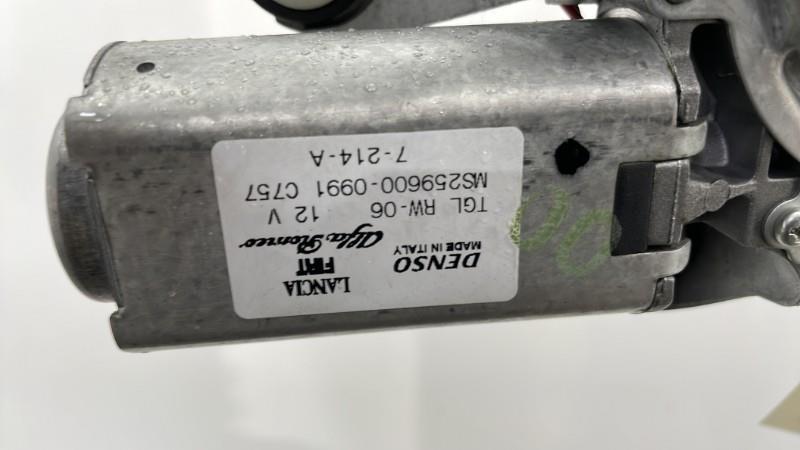 LANCIA
FIAT
DENSO
MADE IN ITALY
Alfa Romeo
TGL RW-06 12 V
MS259600-0991 C757
7-214-A